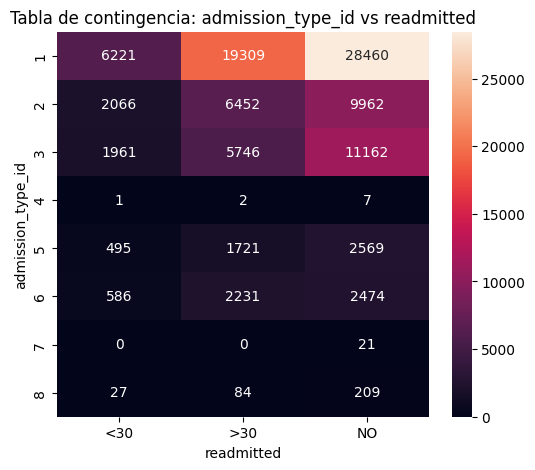 Tabla de contingencia: admission_type_id vs readmitted
admission_type_id
1 6221 19309 28460
2 2066 6452 9962
3 1961 5746 11162
4 1 2 7
5 495 1721 2569
6 586 2231 2474
7 0 0 21
8 27 84 209
<30 >30 NO
readmitted
25000
20000
15000
10000
5000
0